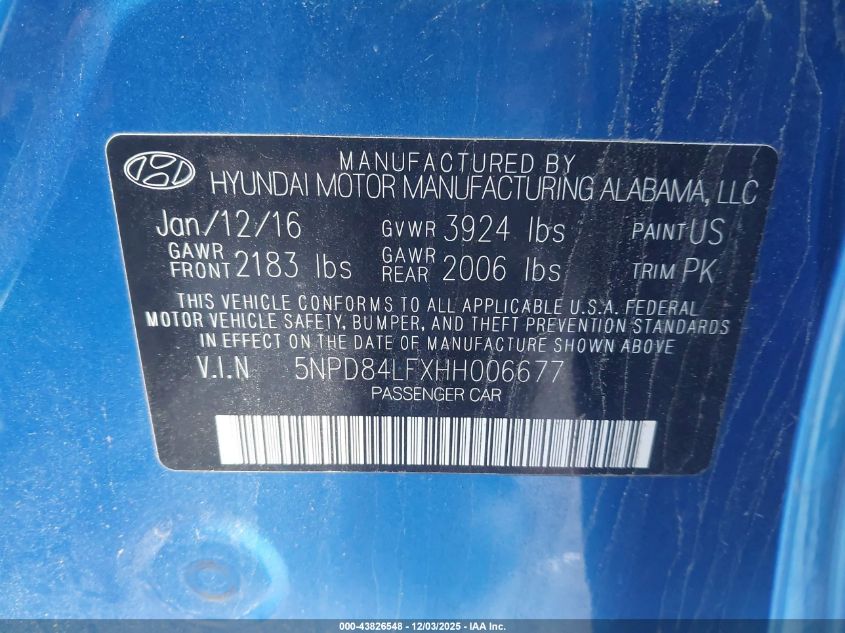 MANUFACTURED BY
HYUNDAI MOTOR MANUFACTURING ALABAMA, LLC
Jan/12/16 GVWR 3924 lbs PAINT US
GAWR FRONT 2183 lbs GAWR REAR 2006 lbs TRIM PK
THIS VEHICLE CONFORMS TO ALL APPLICABLE U.S.A. FEDERAL
MOTOR VEHICLE SAFETY, BUMPER, AND THEFT PREVENTION STANDARDS
IN EFFECT ON THE DATE OF MANUFACTURE SHOWN ABOVE
V.I.N 5NPD84LFXHH006677
PASSENGER CAR
000-43826548 - 12/03/2025 - IAA Inc.